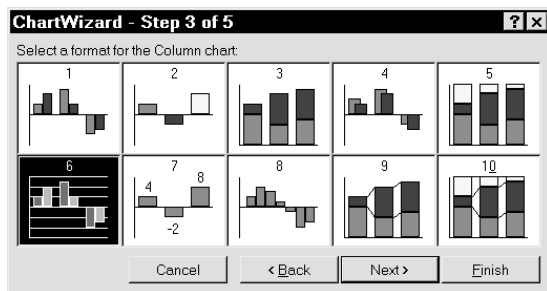 ChartWizard - Step 3 of 5
Select a format for the Column chart:
1 2 3 4 5
6 7 8 9 10
4 8
-2
Cancel < Back Next > Finish